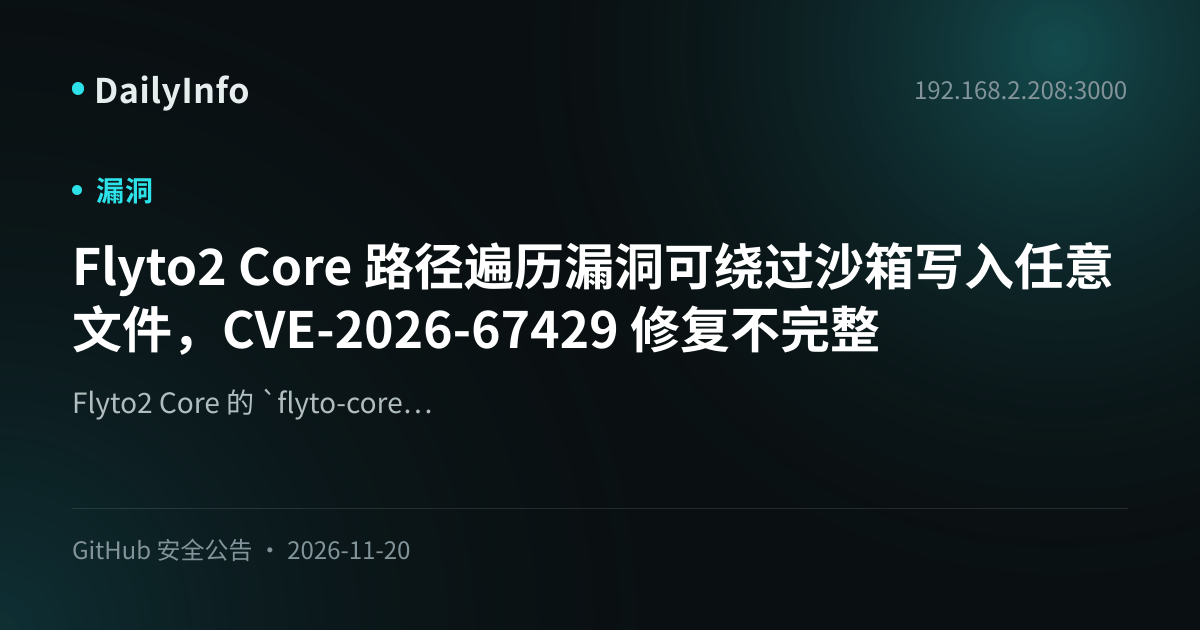 DailyInfo
192.168.2.208:3000
漏洞
Flyto2 Core 路径遍历漏洞可绕过沙箱写入任意
文件，CVE-2026-67429 修复不完整
Flyto2 Core 的 `flyto-core…
GitHub 安全公告 · 2026-11-20